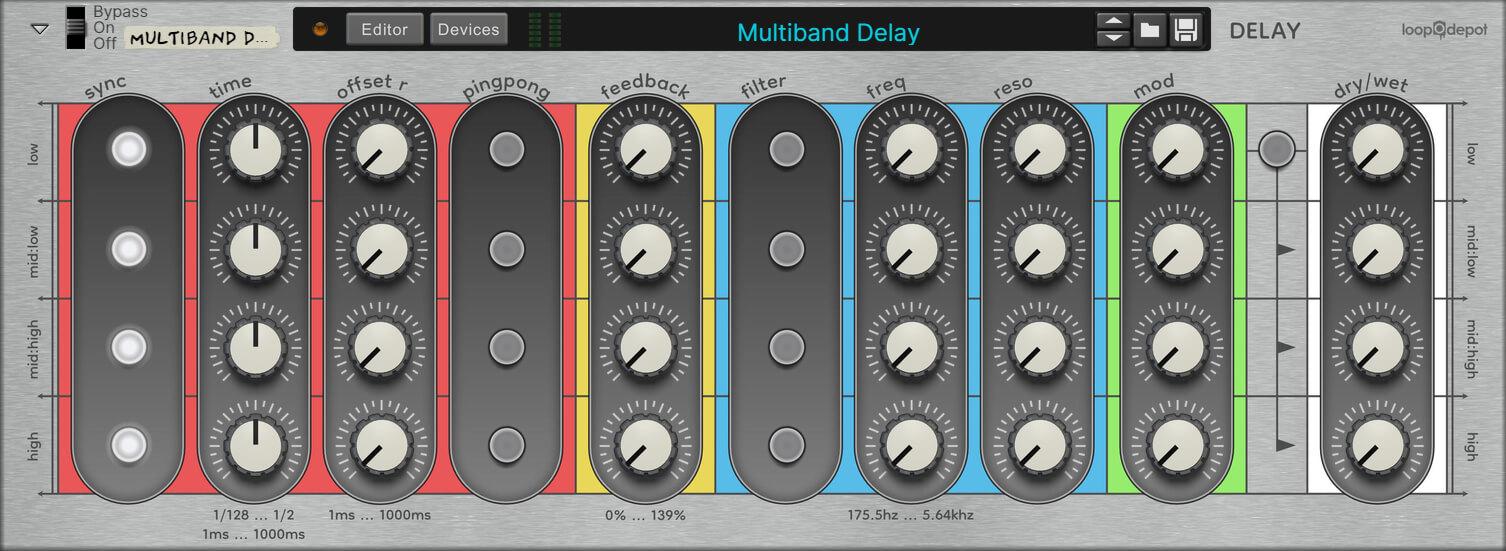 Bypass
On
Off
MULTIBAND D...
Editor
Devices
Multiband Delay
DELAY
loopdepot
sync
time
offset r
pingpong
feedback
filter
freq
reso
mod
dry/wet
low
mid:low
mid:high
high
low
mid:low
mid:high
high
1/128 ... 1/2
1ms ... 1000ms
1ms ... 1000ms
0% ... 139%
175.5hz ... 5.64khz